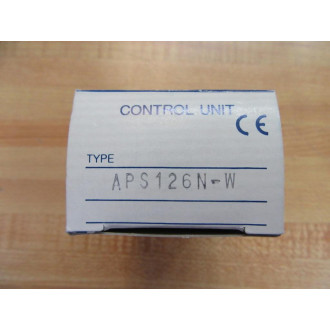 CONTROL UNIT
CE
TYPE
APS126N-W